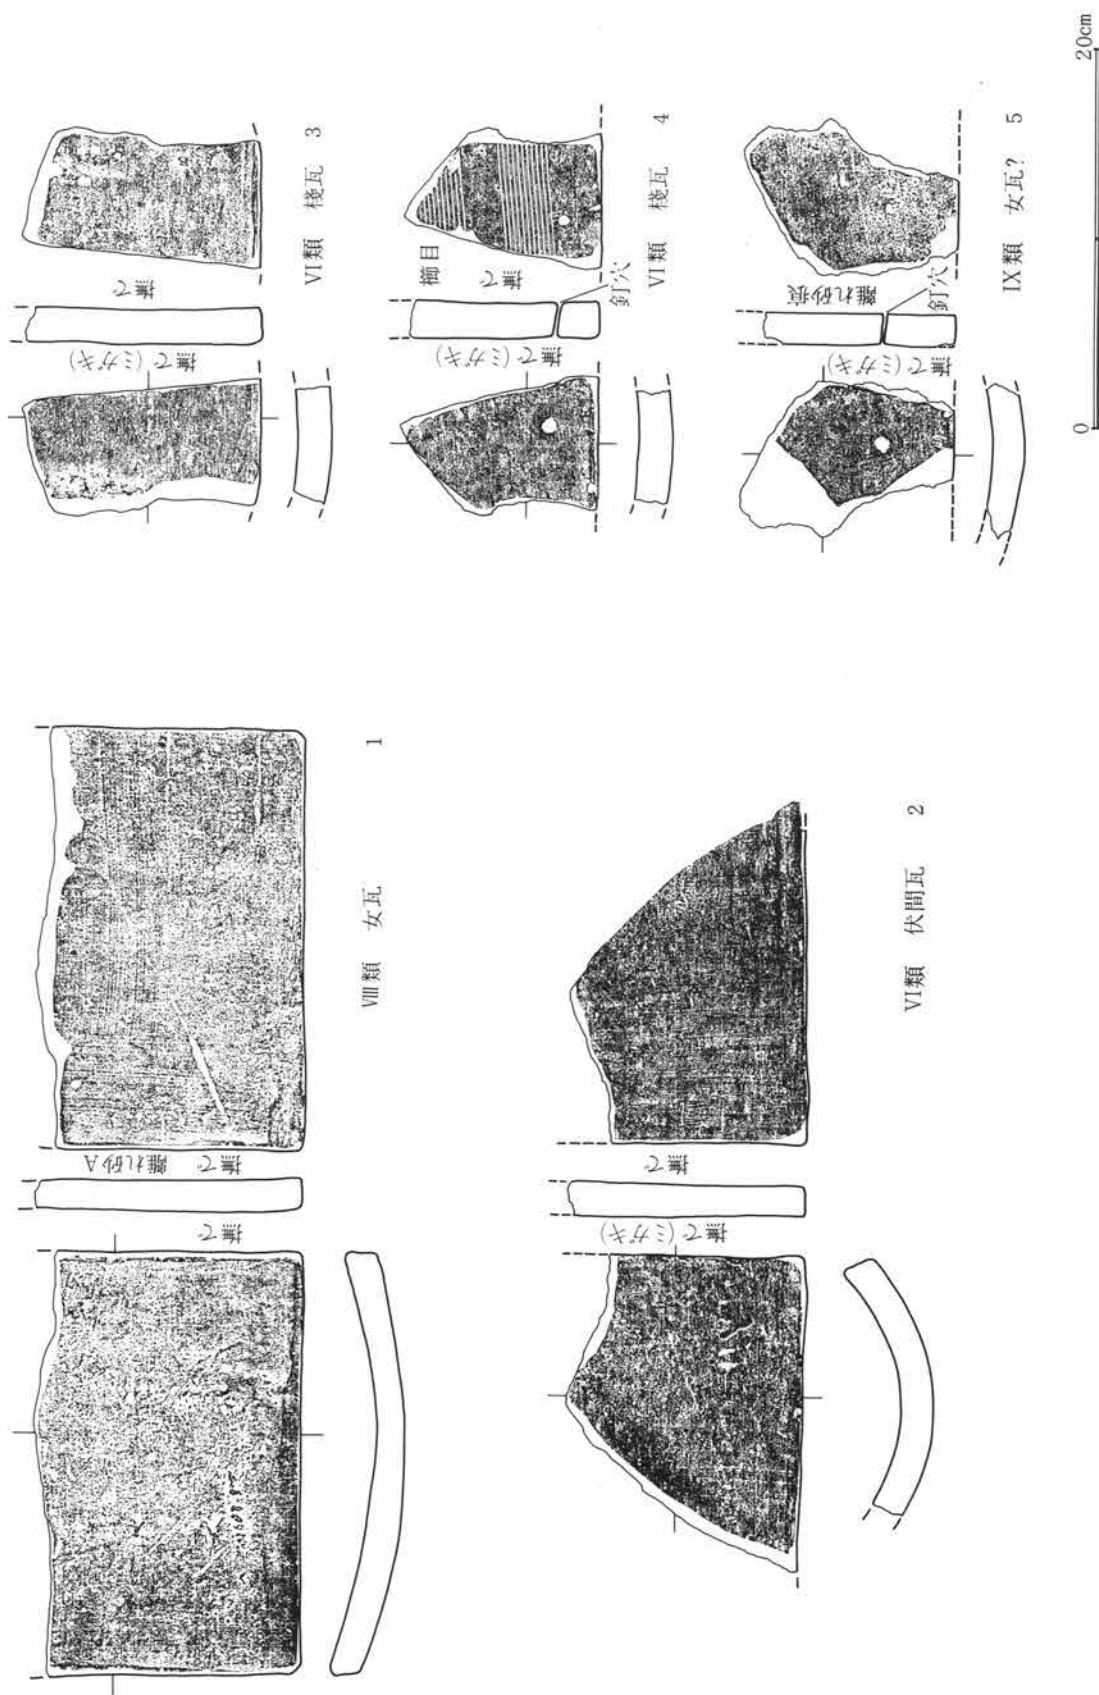 撫で
離れ砂A 撫で
VIII類 女瓦 1
撫で(ミガキ)
撫で
VI類 伏間瓦 2
撫で(ミガキ)
撫で
VI類 棧瓦 3
撫で(ミガキ)
櫛目
撫で
釘穴
VI類 棧瓦 4
撫で(ミガキ)
離れ砂痕
釘穴
IX類 女瓦? 5
0 20cm